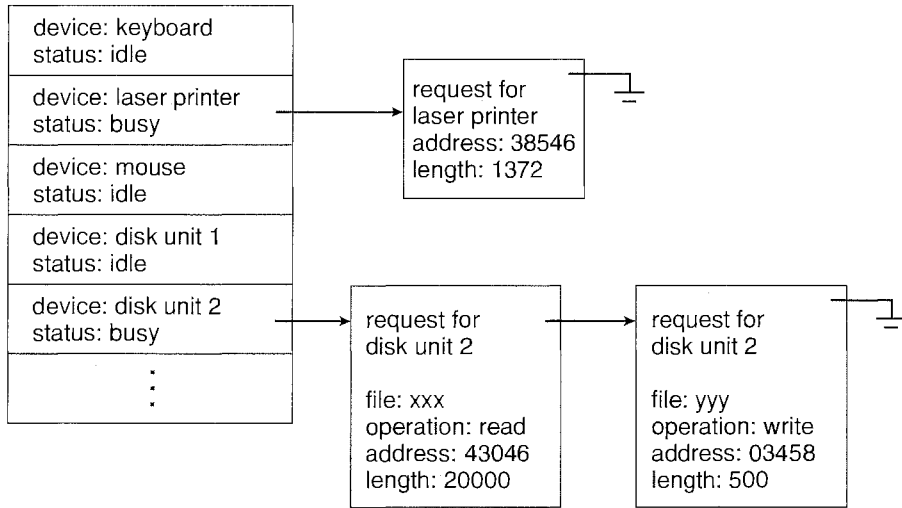 device: keyboard
status: idle
device: laser printer
status: busy
device: mouse
status: idle
device: disk unit 1
status: idle
device: disk unit 2
status: busy
request for
laser printer
address: 38546
length: 1372
request for
disk unit 2
file: xxx
operation: read
address: 43046
length: 20000
request for
disk unit 2
file: yyy
operation: write
address: 03458
length: 500